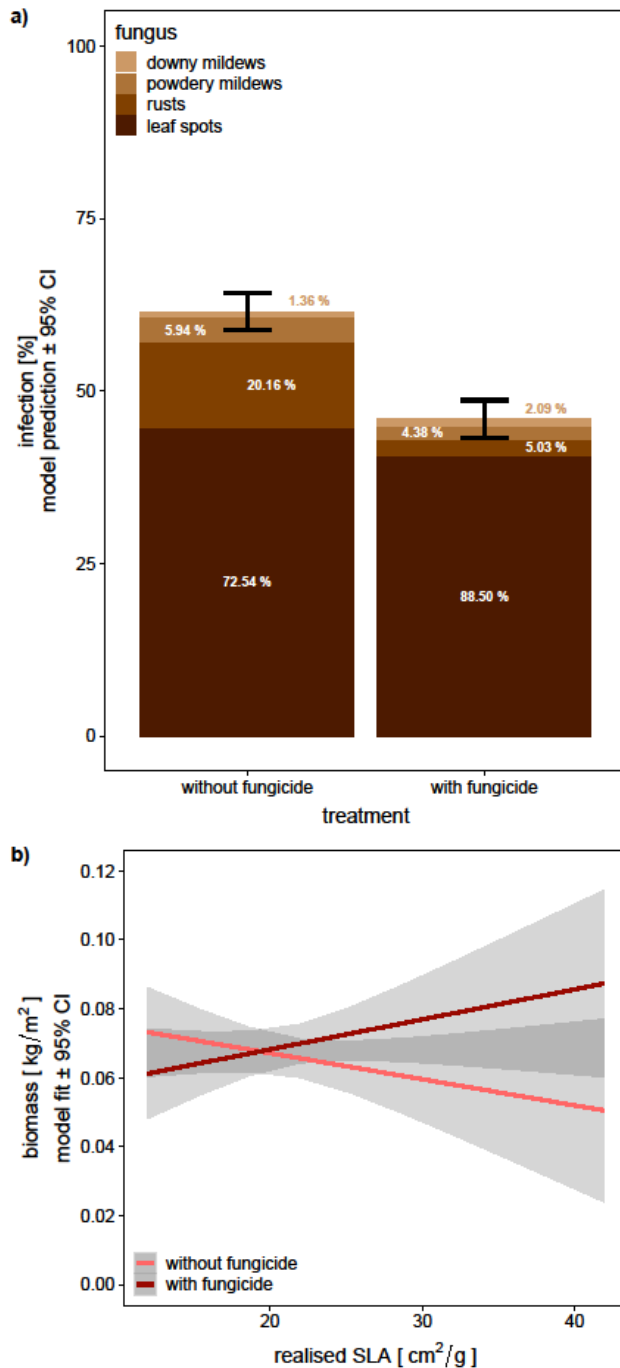 a)
fungus
downy mildews
powdery mildews
rusts
leaf spots
infection [%]
model prediction ± 95% CI
100
75
50
25
0
1.36 %
5.94 %
20.16 %
72.54 %
2.09 %
4.38 %
5.03 %
88.50 %
without fungicide
with fungicide
treatment
b)
biomass [ kg/m²]
model fit ± 95% CI
0.12
0.10
0.08
0.06
0.04
0.02
0.00
without fungicide
with fungicide
20
30
40
realised SLA [ cm²/g ]